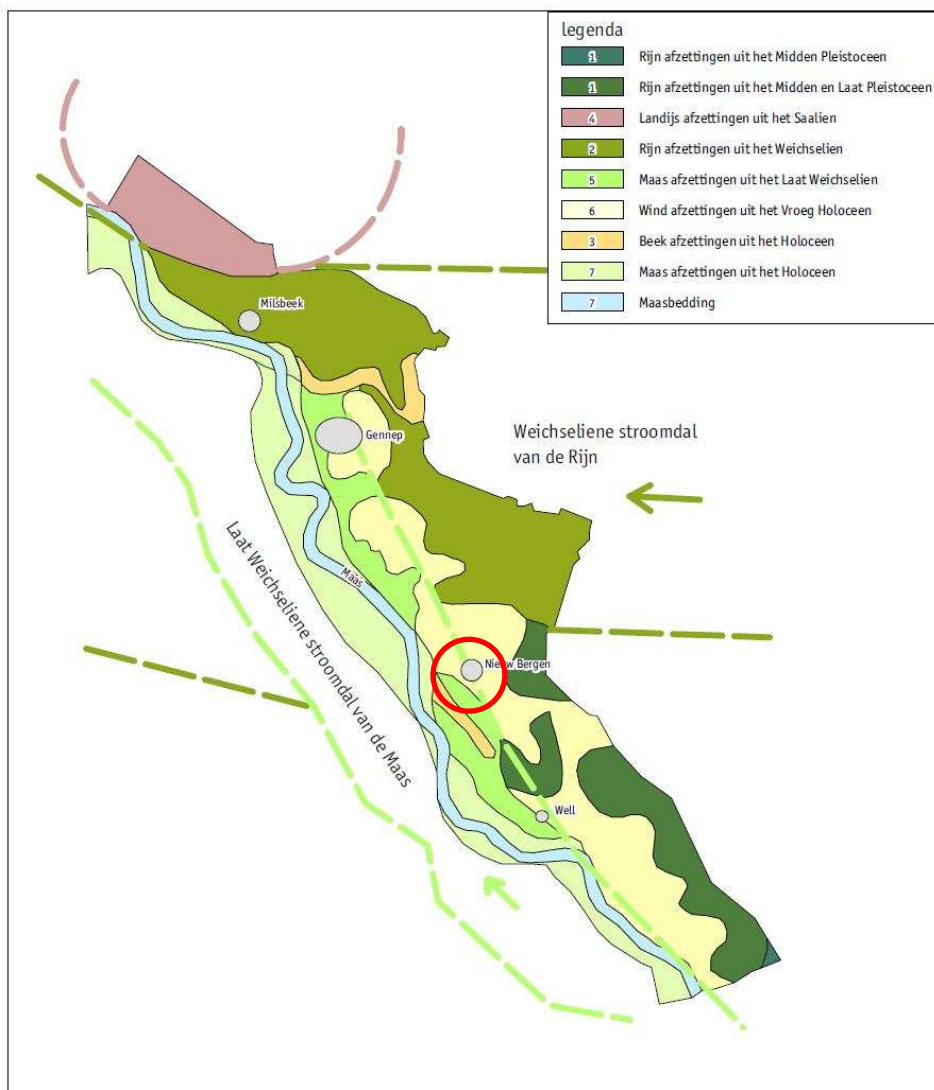 legenda
1 Rijn afzettingen uit het Midden Pleistoceen
1 Rijn afzettingen uit het Midden en Laat Pleistoceen
4 Landijs afzettingen uit het Saalien
2 Rijn afzettingen uit het Weichselien
5 Maas afzettingen uit het Laat Weichselien
6 Wind afzettingen uit het Vroeg Holoceen
3 Beek afzettingen uit het Holoceen
7 Maas afzettingen uit het Holoceen
7 Maasbedding
Milsbeek
Gennep
Weichseliene stroomdal
van de Rijn
Maas
Laat Weichseliene stroomdal van de Maas
Nieuw Bergen
Well